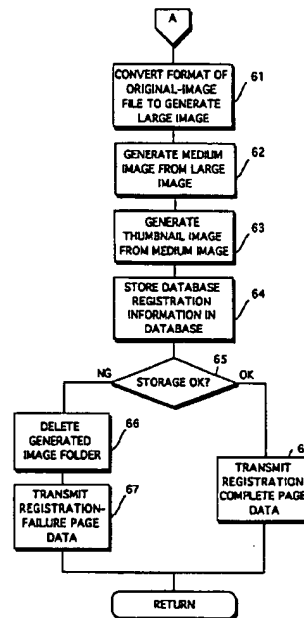 A
CONVERT FORMAT OF
ORIGINAL-IMAGE
FILE TO GENERATE
LARGE IMAGE
61
GENERATE MEDIUM
IMAGE FROM LARGE
IMAGE
62
GENERATE
THUMBNAIL IMAGE
FROM MEDIUM IMAGE
63
STORE DATABASE
REGISTRATION
INFORMATION IN
DATABASE
64
STORAGE OK?
65
NG
OK
DELETE
GENERATED
IMAGE FOLDER
66
TRANSMIT
REGISTRATION-
FAILURE PAGE
DATA
67
TRANSMIT
REGISTRATION-
COMPLETE PAGE
DATA
RETURN